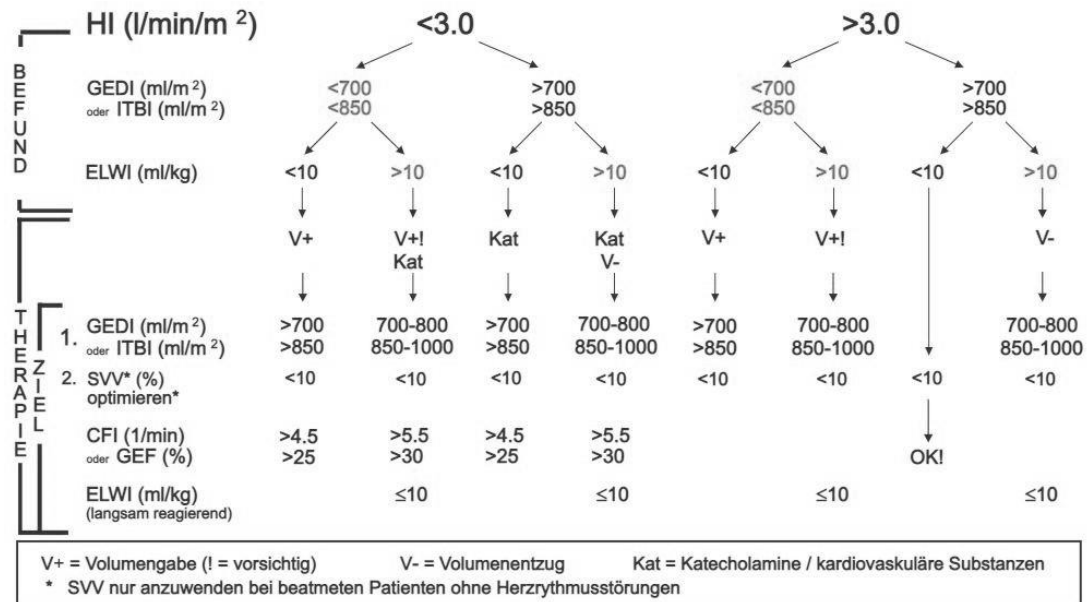 HI (l/min/m ²) <3.0 >3.0
BEFUND
GEDI (ml/m ²) <700 >700 <700 >700
oder ITBI (ml/m ²) <850 >850 <850 >850
ELWI (ml/kg) <10 >10 <10 >10 <10 >10 <10 >10
THERAPIE
V+ V+! Kat Kat V+ V+! V-
Kat V-
ZIEL
1. GEDI (ml/m ²) >700 700-800 >700 700-800 >700 700-800 700-800
oder ITBI (ml/m ²) >850 850-1000 >850 850-1000 >850 850-1000 850-1000
2. SVV* (%) <10 <10 <10 <10 <10 <10 <10 <10
optimieren*
CFI (1/min) >4.5 >5.5 >4.5 >5.5
oder GEF (%) >25 >30 >25 >30 OK!
ELWI (ml/kg) ≤10 ≤10 ≤10 ≤10
(langsam reagierend)
V+ = Volumengabe (! = vorsichtig) V- = Volumenentzug Kat = Katecholamine / kardiovaskuläre Substanzen
* SVV nur anzuwenden bei beatmeten Patienten ohne Herzrythmusstörungen